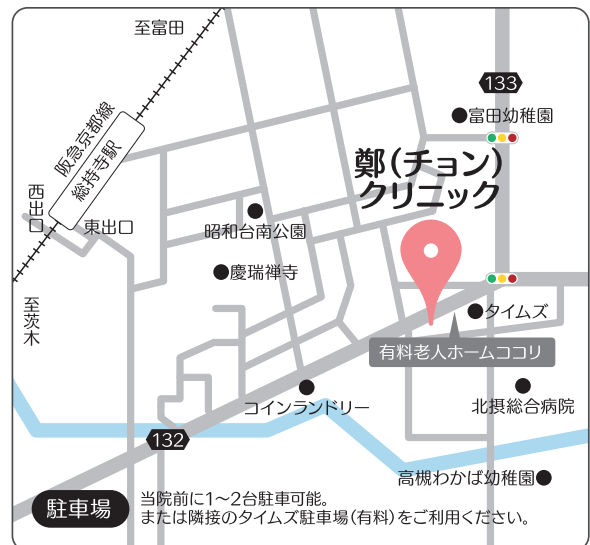 至富田
133
富田幼稚園
阪急京都線
総持寺駅
鄭（チョン）
クリニック
西出口
東出口
昭和台南公園
慶瑞禅寺
至茨木
タイムズ
有料老人ホームココリ
コインランドリー
北摂総合病院
132
高槻わかば幼稚園
駐車場
当院前に1〜2台駐車可能。
または隣接のタイムズ駐車場（有料）をご利用ください。